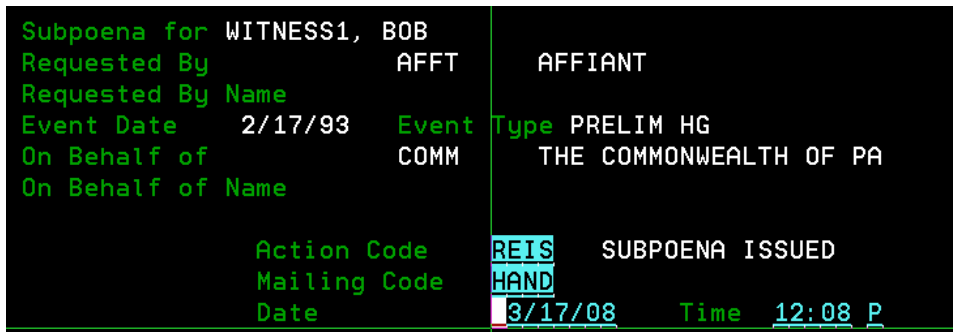 Subpoena for WITNESS1, BOB
Requested By AFFT AFFIANT
Requested By Name
Event Date 2/17/93 Event Type PRELIM HG
On Behalf of COMM THE COMMONWEALTH OF PA
On Behalf of Name
Action Code REIS SUBPOENA ISSUED
Mailing Code HAND
Date 3/17/08 Time 12:08 P